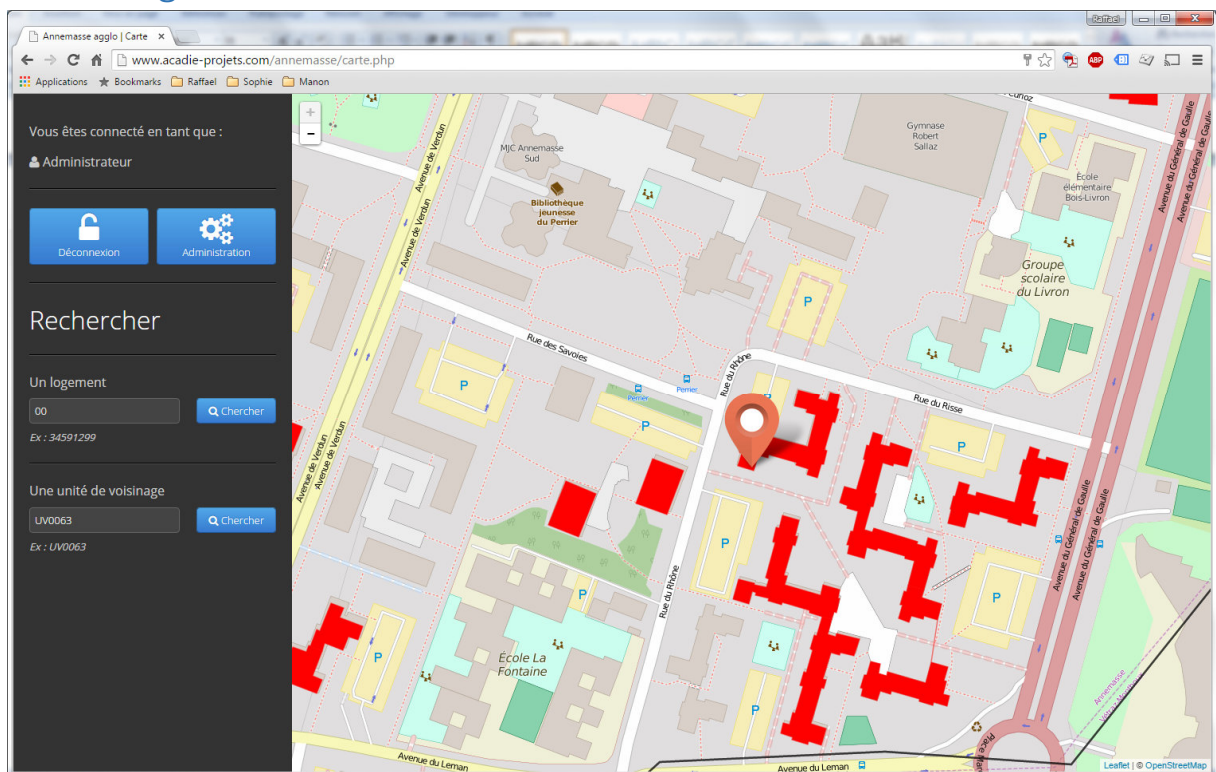 Raffael
Annemasse agglo | Carte
www.acadie-projets.com/annemasse/carte.php
ABP
Applications
Bookmarks
Raffael
Sophie
Manon
Vous êtes connecté en tant que :
Administrateur
Déconnexion
Administration
Rechercher
Un logement
00
Chercher
Ex : 34591299
Une unité de voisinage
UV0063
Chercher
Ex : UV0063
+
−
Avenue de Verdun
Avenue de Verdun
Avenue de Verdun
MJC Annemasse
Sud
Bibliothèque
jeunesse
du Perrier
Gymnase
Robert
Sallaz
P
École
élémentaire
Bois-Livron
Avenue du Général de Gaulle
Avenue du Général de Gaulle
Groupe
scolaire
du Livron
P
Rue des Savoies
Rue du Rhône
P
Perrier
Perrier
Rue du Risse
P
P
Avenue de Verdun
Avenue de Verdun
Avenue du Général de Gaulle
Avenue du Général de Gaulle
P
Rue du Rhône
P
P
École La
Fontaine
P
P
Annemasse
Avenue du Leman
Avenue du Leman
Leaflet | © OpenStreetMap